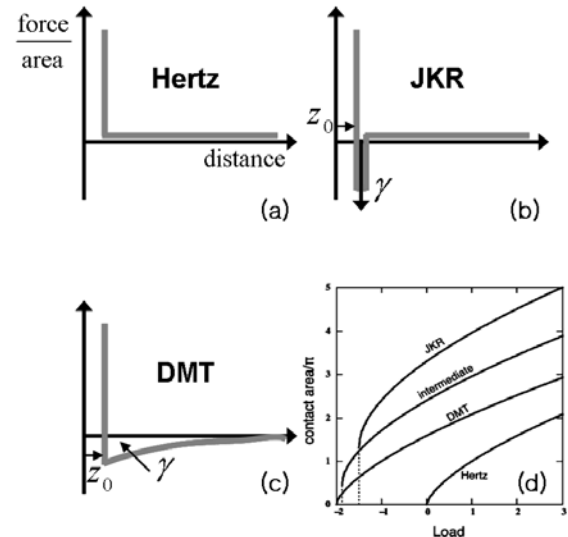 force
area
Hertz
distance
(a)
JKR
z0
γ
(b)
DMT
z0
γ
(c)
contact area/π
5
4
3
2
1
0
JKR
intermediate
DMT
Hertz
(d)
-2 -1 0 1 2 3
Load